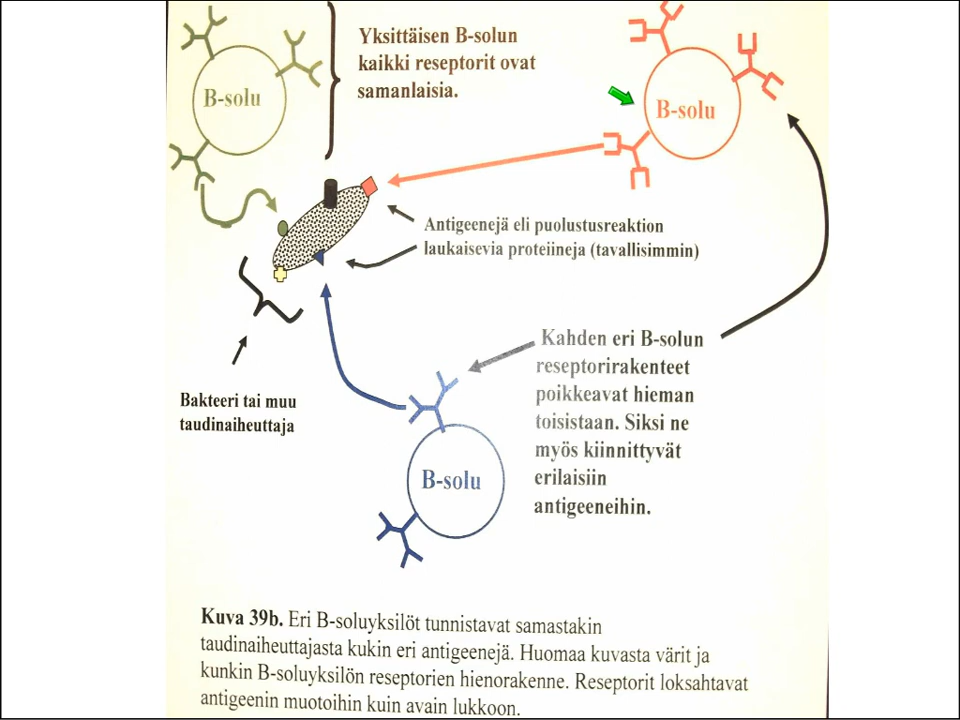 Yksittäisen B-solun
kaikki reseptorit ovat
samanlaisia.
B-solu
B-solu
Antigeenejä eli puolustusreaktion
laukaisevia proteiineja (tavallisimmin)
Kahden eri B-solun
reseptorirakenteet
poikkeavat hieman
toisistaan. Siksi ne
myös kiinnittyvät
erilaisiin
antigeeneihin.
Bakteeri tai muu
taudinaiheuttaja
B-solu
Kuva 39b. Eri B-soluyksilöt tunnistavat samastakin
taudinaiheuttajasta kukin eri antigeenejä. Huomaa kuvasta värit ja
kunkin B-soluyksilön reseptorien hienorakenne. Reseptorit loksahtavat
antigeenin muotoihin kuin avain lukkoon.